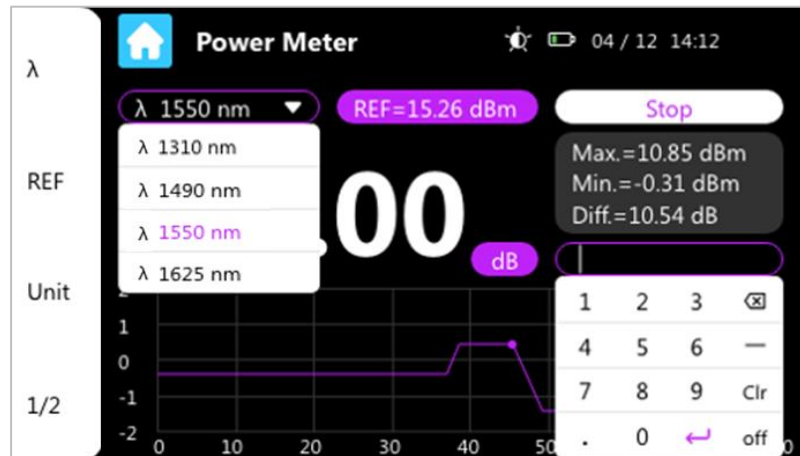 λ
REF
Unit
1/2
Power Meter
04 / 12 14:12
λ 1550 nm
REF=15.26 dBm
Stop
λ 1310 nm
λ 1490 nm
λ 1550 nm
λ 1625 nm
00
dB
Max.=10.85 dBm
Min.=-0.31 dBm
Diff.=10.54 dB
1 2 3
4 5 6 —
7 8 9 Clr
. 0 off
2
1
0
-1
-2
0 10 20 30 40 50 0